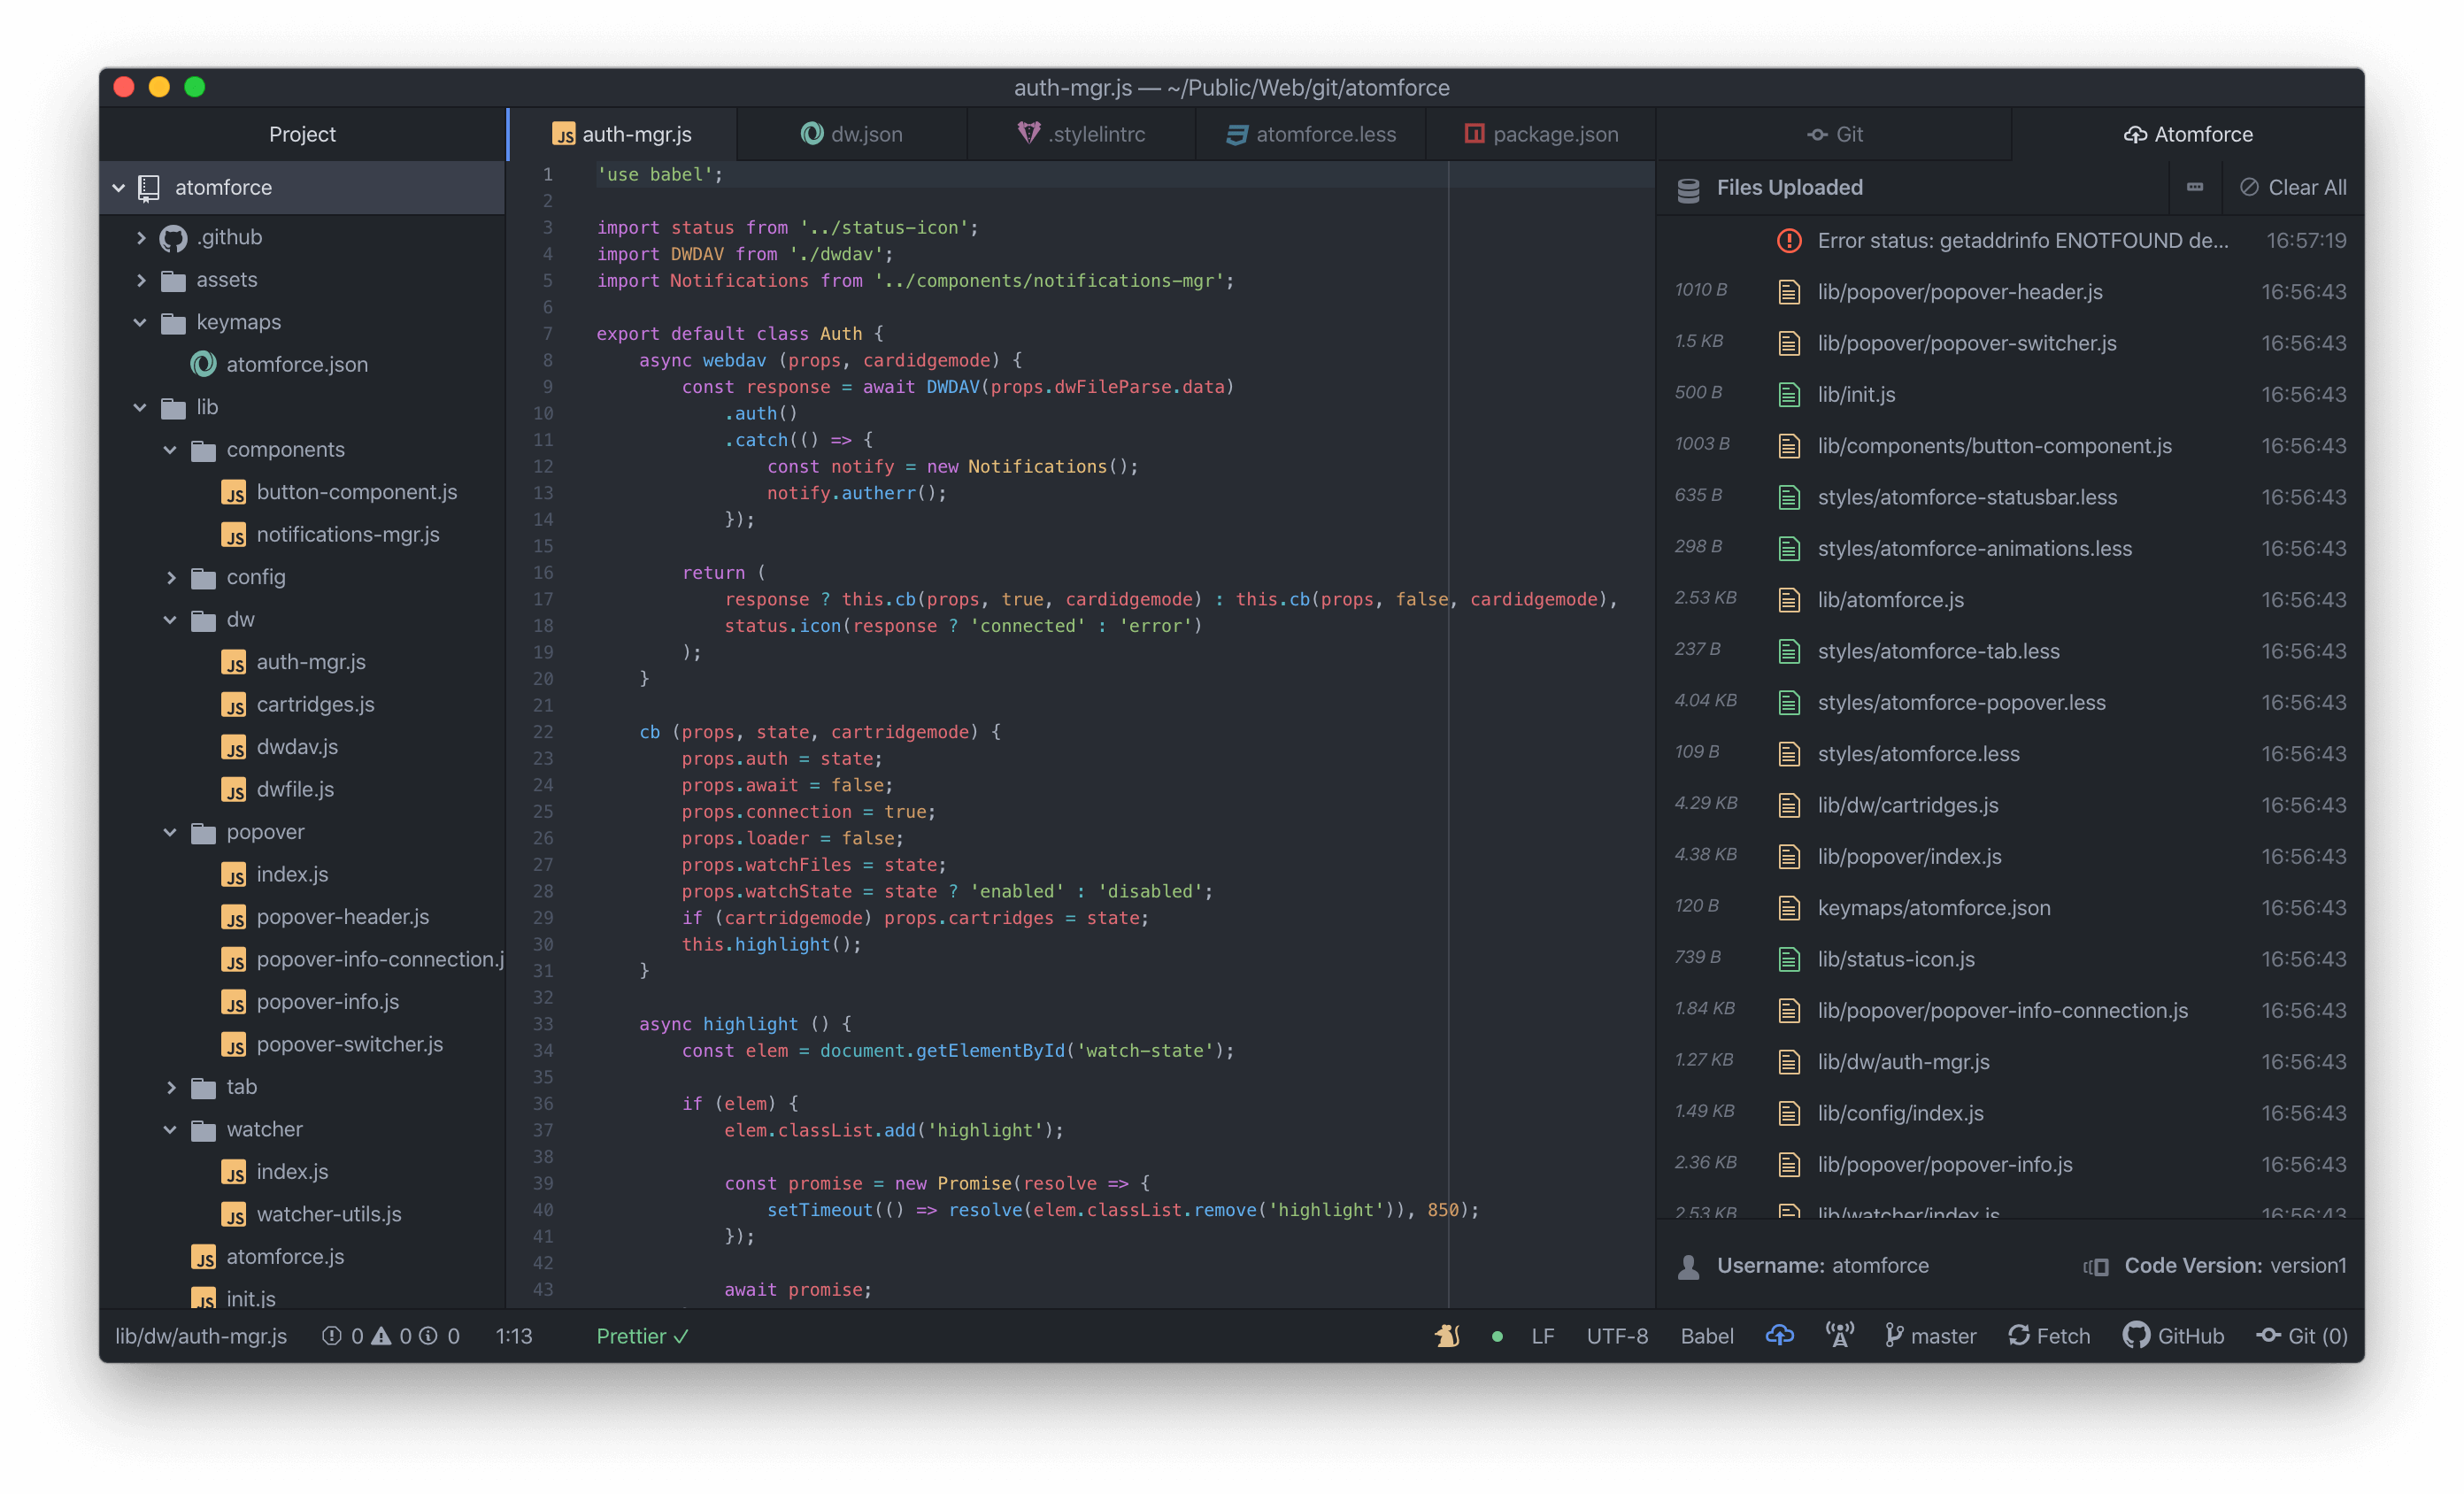 auth-mgr.js — ~/Public/Web/git/atomforce
Project
atomforce
.github
assets
keymaps
atomforce.json
lib
components
JS button-component.js
JS notifications-mgr.js
config
dw
JS auth-mgr.js
JS cartridges.js
JS dwdav.js
JS dwfile.js
popover
JS index.js
JS popover-header.js
JS popover-info-connection.j
JS popover-info.js
JS popover-switcher.js
tab
watcher
JS index.js
JS watcher-utils.js
JS atomforce.js
JS init.js
JS auth-mgr.js
dw.json
.stylelintrc
atomforce.less
package.json
1 'use babel';
2
3 import status from '../status-icon';
4 import DWDAV from './dwdav';
5 import Notifications from '../components/notifications-mgr';
6
7 export default class Auth {
8 async webdav (props, cardidgemode) {
9 const response = await DWDAV(props.dwFileParse.data)
10 .auth()
11 .catch(() => {
12 const notify = new Notifications();
13 notify.autherr();
14 });
15
16 return (
17 response ? this.cb(props, true, cardidgemode) : this.cb(props, false, cardidgemode),
18 status.icon(response ? 'connected' : 'error')
19 );
20 }
21
22 cb (props, state, cartridgemode) {
23 props.auth = state;
24 props.await = false;
25 props.connection = true;
26 props.loader = false;
27 props.watchFiles = state;
28 props.watchState = state ? 'enabled' : 'disabled';
29 if (cartridgemode) props.cartridges = state;
30 this.highlight();
31 }
32
33 async highlight () {
34 const elem = document.getElementById('watch-state');
35
36 if (elem) {
37 elem.classList.add('highlight');
38
39 const promise = new Promise(resolve => {
40 setTimeout(() => resolve(elem.classList.remove('highlight')), 850);
41 });
42
43 await promise;
Git
Atomforce
Files Uploaded
Clear All
Error status: getaddrinfo ENOTFOUND de... 16:57:19
1010 B lib/popover/popover-header.js 16:56:43
1.5 KB lib/popover/popover-switcher.js 16:56:43
500 B lib/init.js 16:56:43
1003 B lib/components/button-component.js 16:56:43
635 B styles/atomforce-statusbar.less 16:56:43
298 B styles/atomforce-animations.less 16:56:43
2.53 KB lib/atomforce.js 16:56:43
237 B styles/atomforce-tab.less 16:56:43
4.04 KB styles/atomforce-popover.less 16:56:43
109 B styles/atomforce.less 16:56:43
4.29 KB lib/dw/cartridges.js 16:56:43
4.38 KB lib/popover/index.js 16:56:43
120 B keymaps/atomforce.json 16:56:43
739 B lib/status-icon.js 16:56:43
1.84 KB lib/popover/popover-info-connection.js 16:56:43
1.27 KB lib/dw/auth-mgr.js 16:56:43
1.49 KB lib/config/index.js 16:56:43
2.36 KB lib/popover/popover-info.js 16:56:43
2.53 KB lib/watcher/index.js 16:56:43
Username: atomforce
Code Version: version1
lib/dw/auth-mgr.js 0 0 0 1:13 Prettier ✓ LF UTF-8 Babel master Fetch GitHub Git (0)